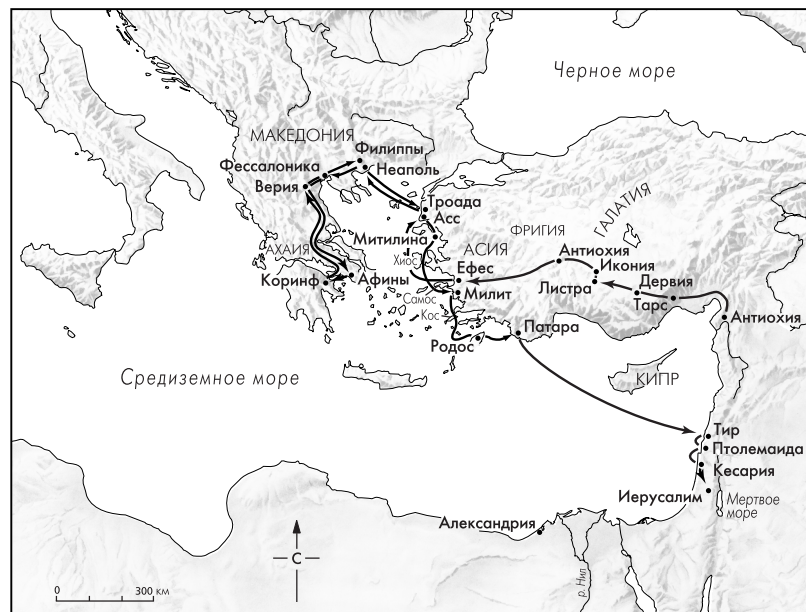 Черное море
МАКЕДОНИЯ
Филиппы
Фессалоника
Неаполь
Верия
Троада
Асс
ГАЛАТИЯ
Митилина
ФРИГИЯ
АХАИЯ
Хиос
АСИЯ
Антиохия
Икония
Ефес
Коринф
Афины
Листра
Дервия
Милит
Самос
Тарс
Кос
Антиохия
Патара
Родос
Средиземное море
КИПР
Тир
Птолемаида
Кесария
Иерусалим
Мертвое
море
Александрия
С
р. Нил
0 300 км